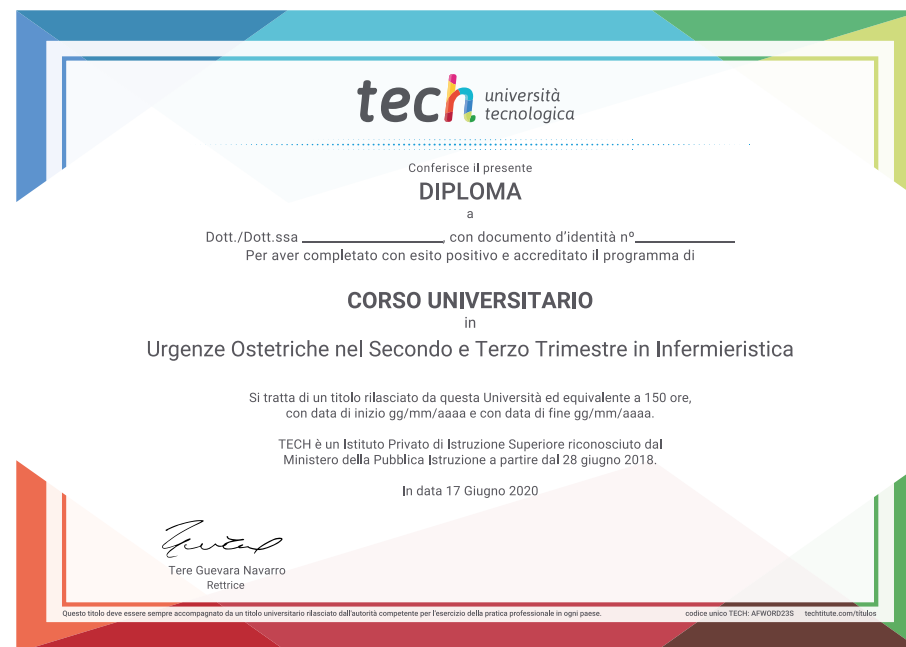 tech università
tecnologica
Conferisce il presente
DIPLOMA
a
Dott./Dott.ssa ____________________, con documento d'identità nº______________
Per aver completato con esito positivo e accreditato il programma di
CORSO UNIVERSITARIO
in
Urgenze Ostetriche nel Secondo e Terzo Trimestre in Infermieristica
Si tratta di un titolo rilasciato da questa Università ed equivalente a 150 ore,
con data di inizio gg/mm/aaaa e con data di fine gg/mm/aaaa.
TECH è un Istituto Privato di Istruzione Superiore riconosciuto dal
Ministero della Pubblica Istruzione a partire dal 28 giugno 2018.
In data 17 Giugno 2020
Tere Guevara Navarro
Rettrice
Questo titolo deve essere sempre accompagnato da un titolo universitario rilasciato dall'autorità competente per l'esercizio della pratica professionale in ogni paese. codice unico TECH: AFWORD23S techtitute.com/titulos